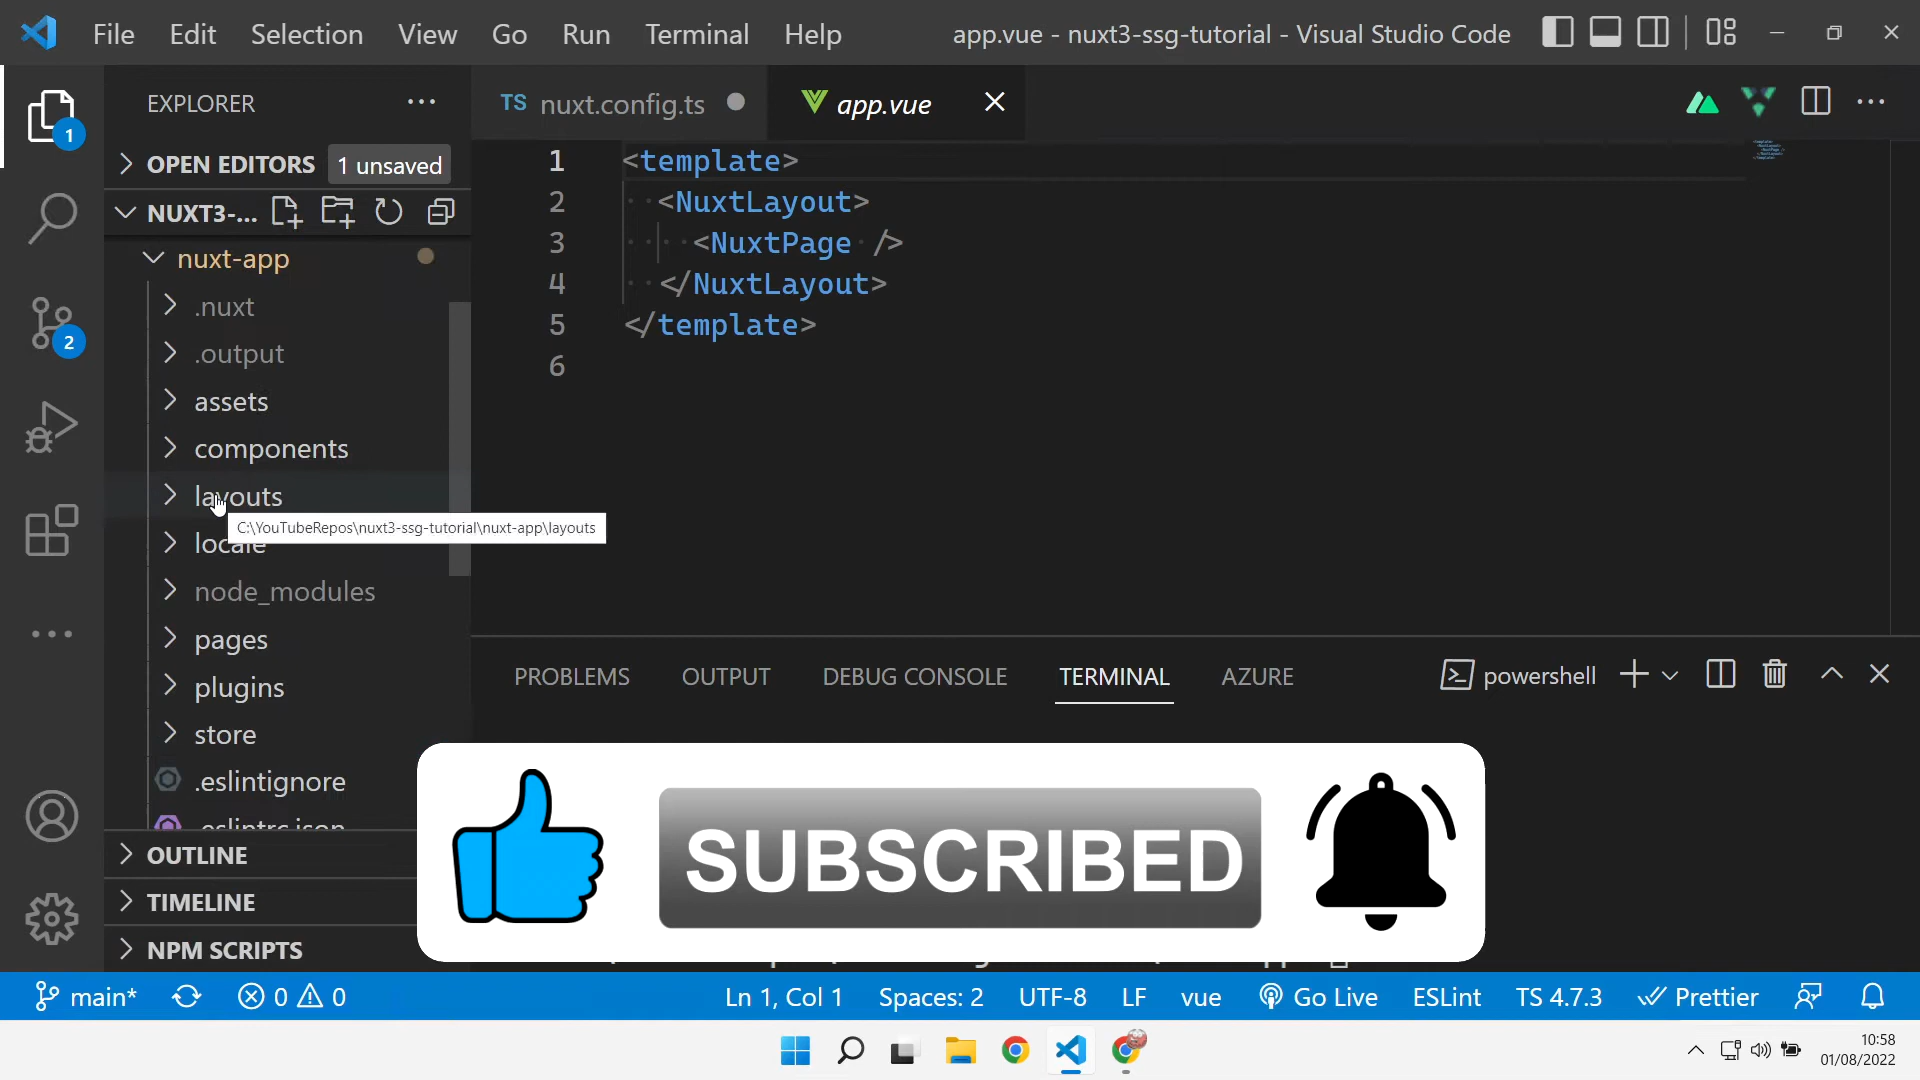 File Edit Selection View Go Run Terminal Help app.vue - nuxt3-ssg-tutorial - Visual Studio Code
EXPLORER
TS nuxt.config.ts
app.vue
1
OPEN EDITORS 1 unsaved
NUXT3-...
nuxt-app
.nuxt
.output
assets
components
layouts
C:\YouTubeRepos\nuxt3-ssg-tutorial\nuxt-app\layouts
locale
node_modules
pages
plugins
store
.eslintignore
.eslintrc.json
OUTLINE
TIMELINE
NPM SCRIPTS
2
1 <template>
2 <NuxtLayout>
3 <NuxtPage />
4 </NuxtLayout>
5 </template>
6
PROBLEMS OUTPUT DEBUG CONSOLE TERMINAL AZURE powershell
SUBSCRIBED
main* 0 0 Ln 1, Col 1 Spaces: 2 UTF-8 LF vue Go Live ESLint TS 4.7.3 Prettier
10:58
01/08/2022